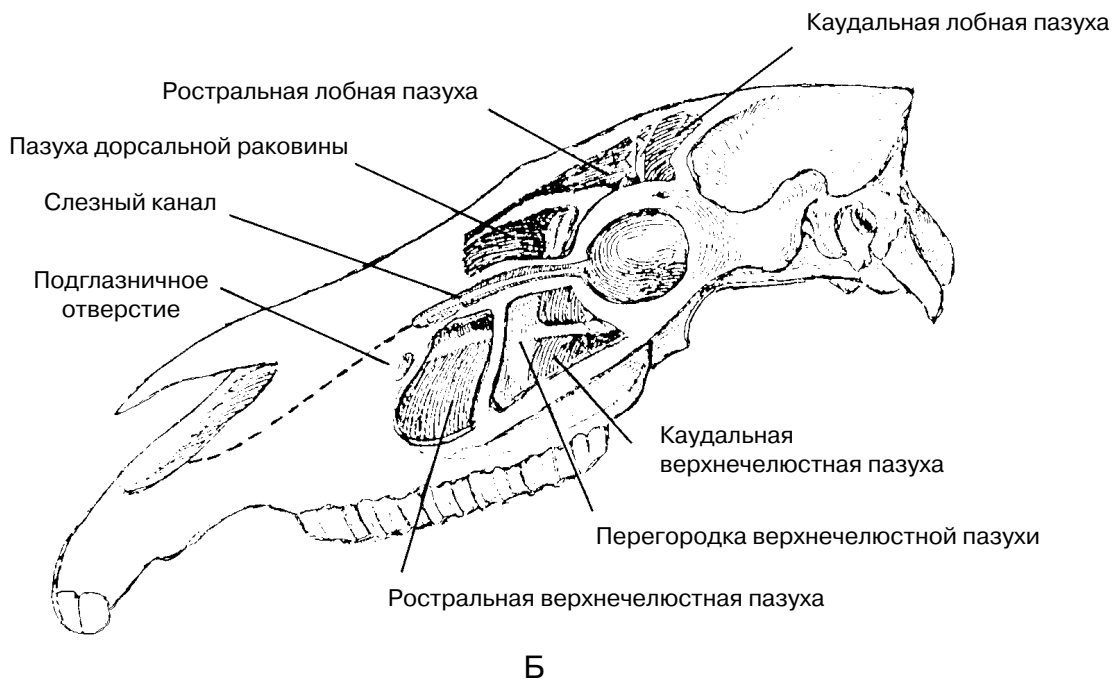 Каудальная лобная пазуха
Ростральная лобная пазуха
Пазуха дорсальной раковины
Слезный канал
Подглазничное
отверстие
Каудальная
верхнечелюстная пазуха
Перегородка верхнечелюстной пазухи
Ростральная верхнечелюстная пазуха
Б